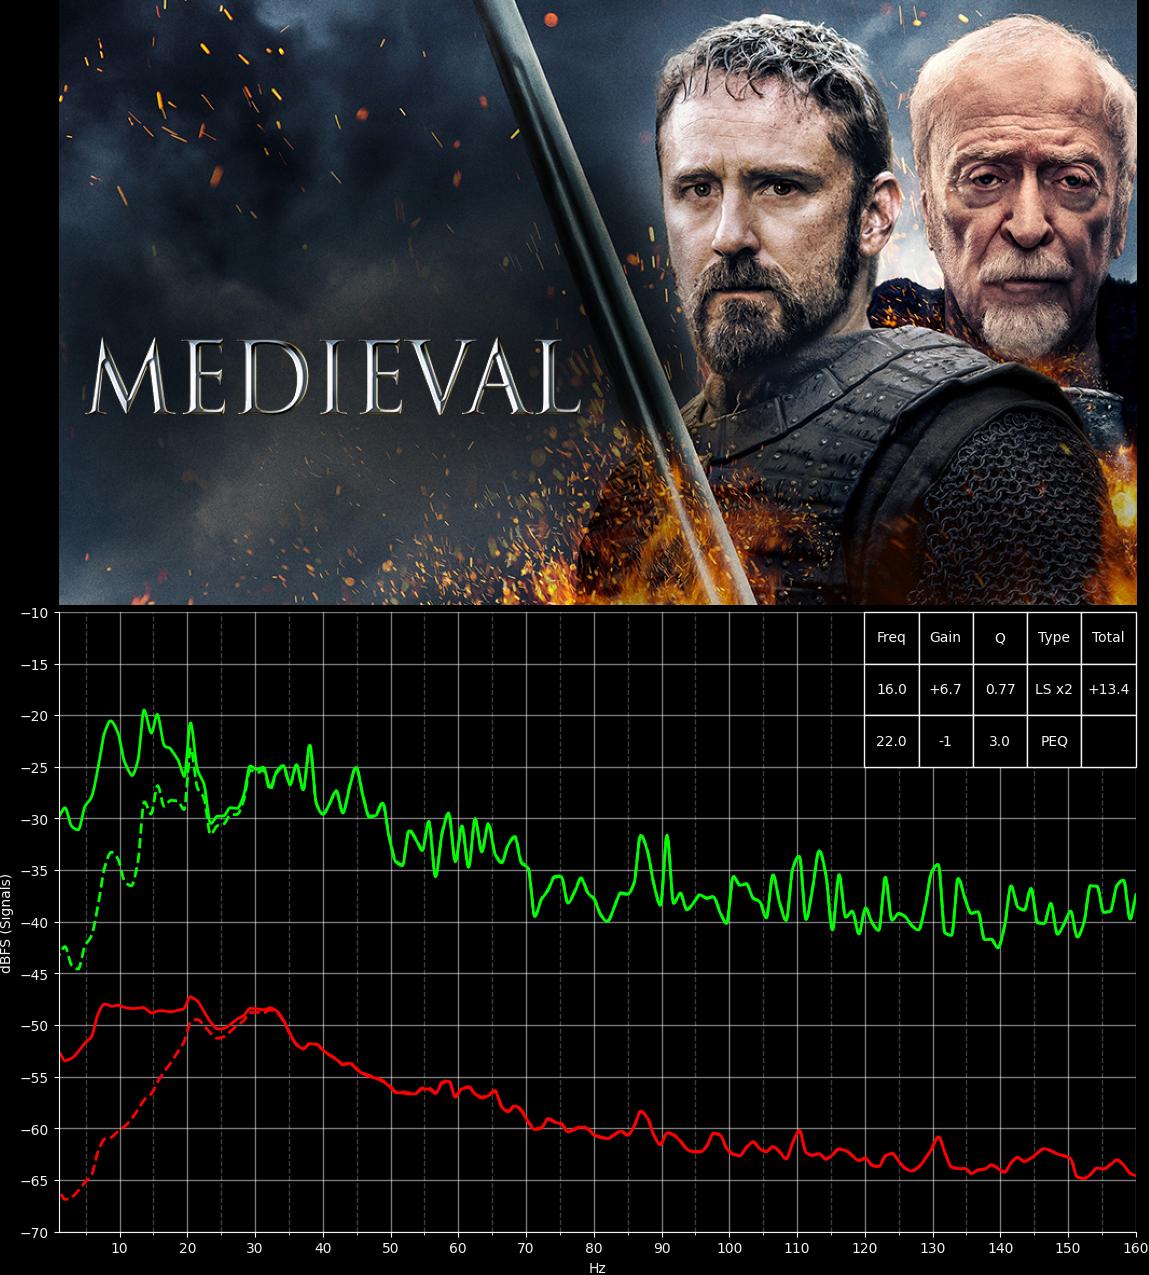 MEDIEVAL
Freq Gain Q Type Total
16.0 +6.7 0.77 LS x2 +13.4
22.0 -1 3.0 PEQ
−10
−15
−20
−25
−30
−35
−40
−45
−50
−55
−60
−65
−70
dBFS (Signals)
10 20 30 40 50 60 70 80 90 100 110 120 130 140 150 160
Hz